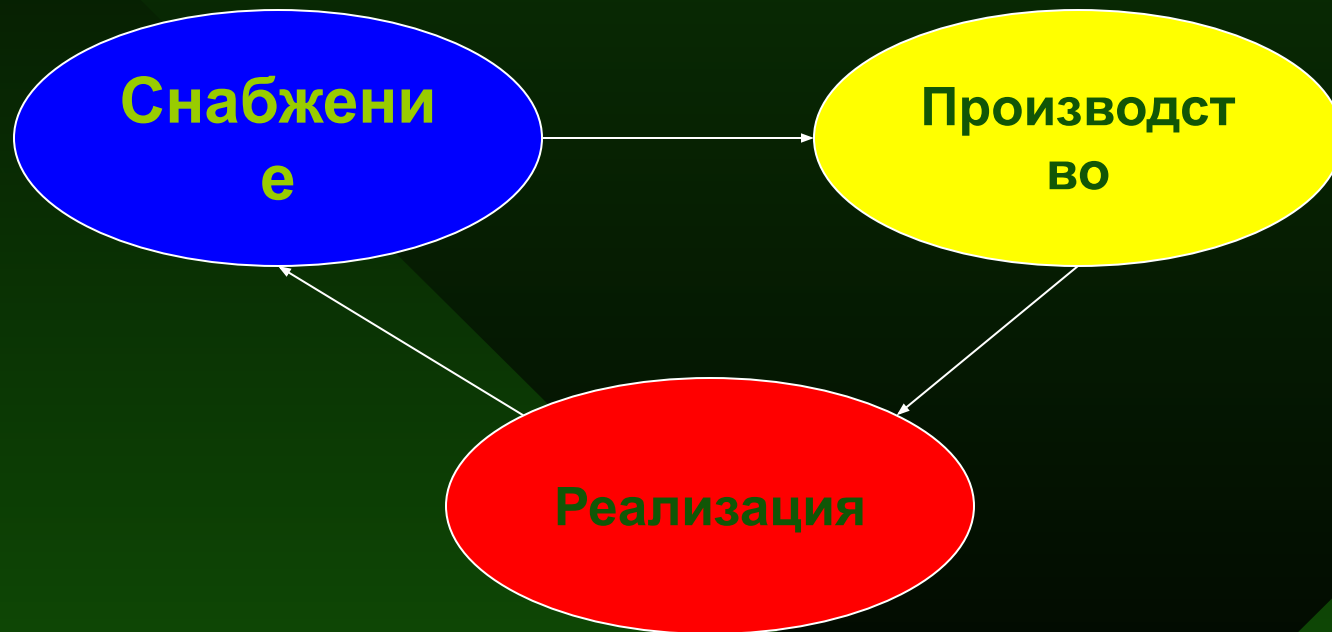 Снабжени
е
Производст
во
Реализация